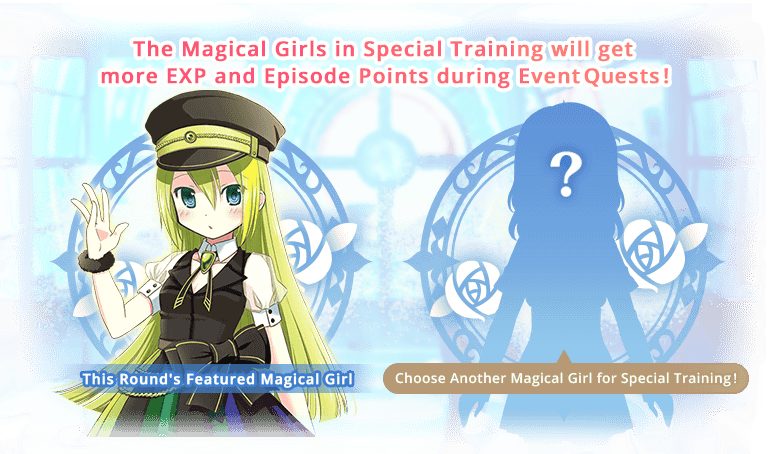 The Magical Girls in Special Training will get
more EXP and Episode Points during Event Quests!
?
This Round's Featured Magical Girl
Choose Another Magical Girl for Special Training!